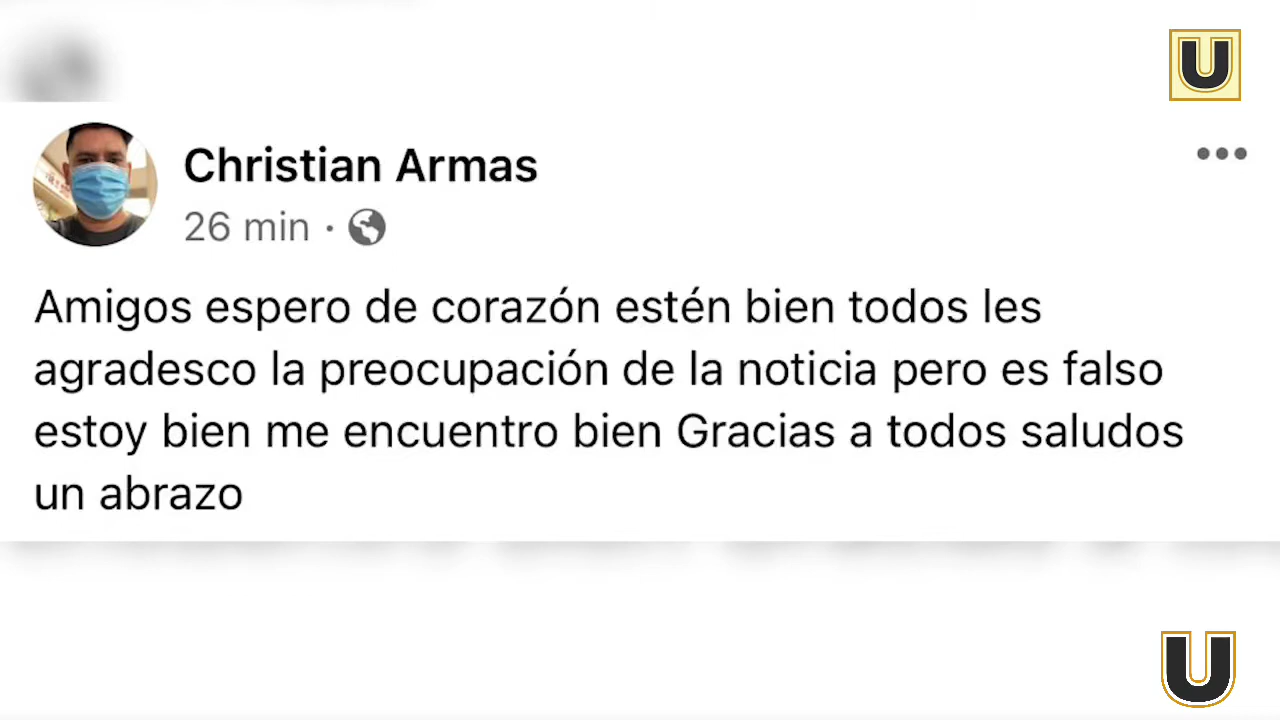 U
Christian Armas
26 min ·
Amigos espero de corazón estén bien todos les
agradesco la preocupación de la noticia pero es falso
estoy bien me encuentro bien Gracias a todos saludos
un abrazo
U